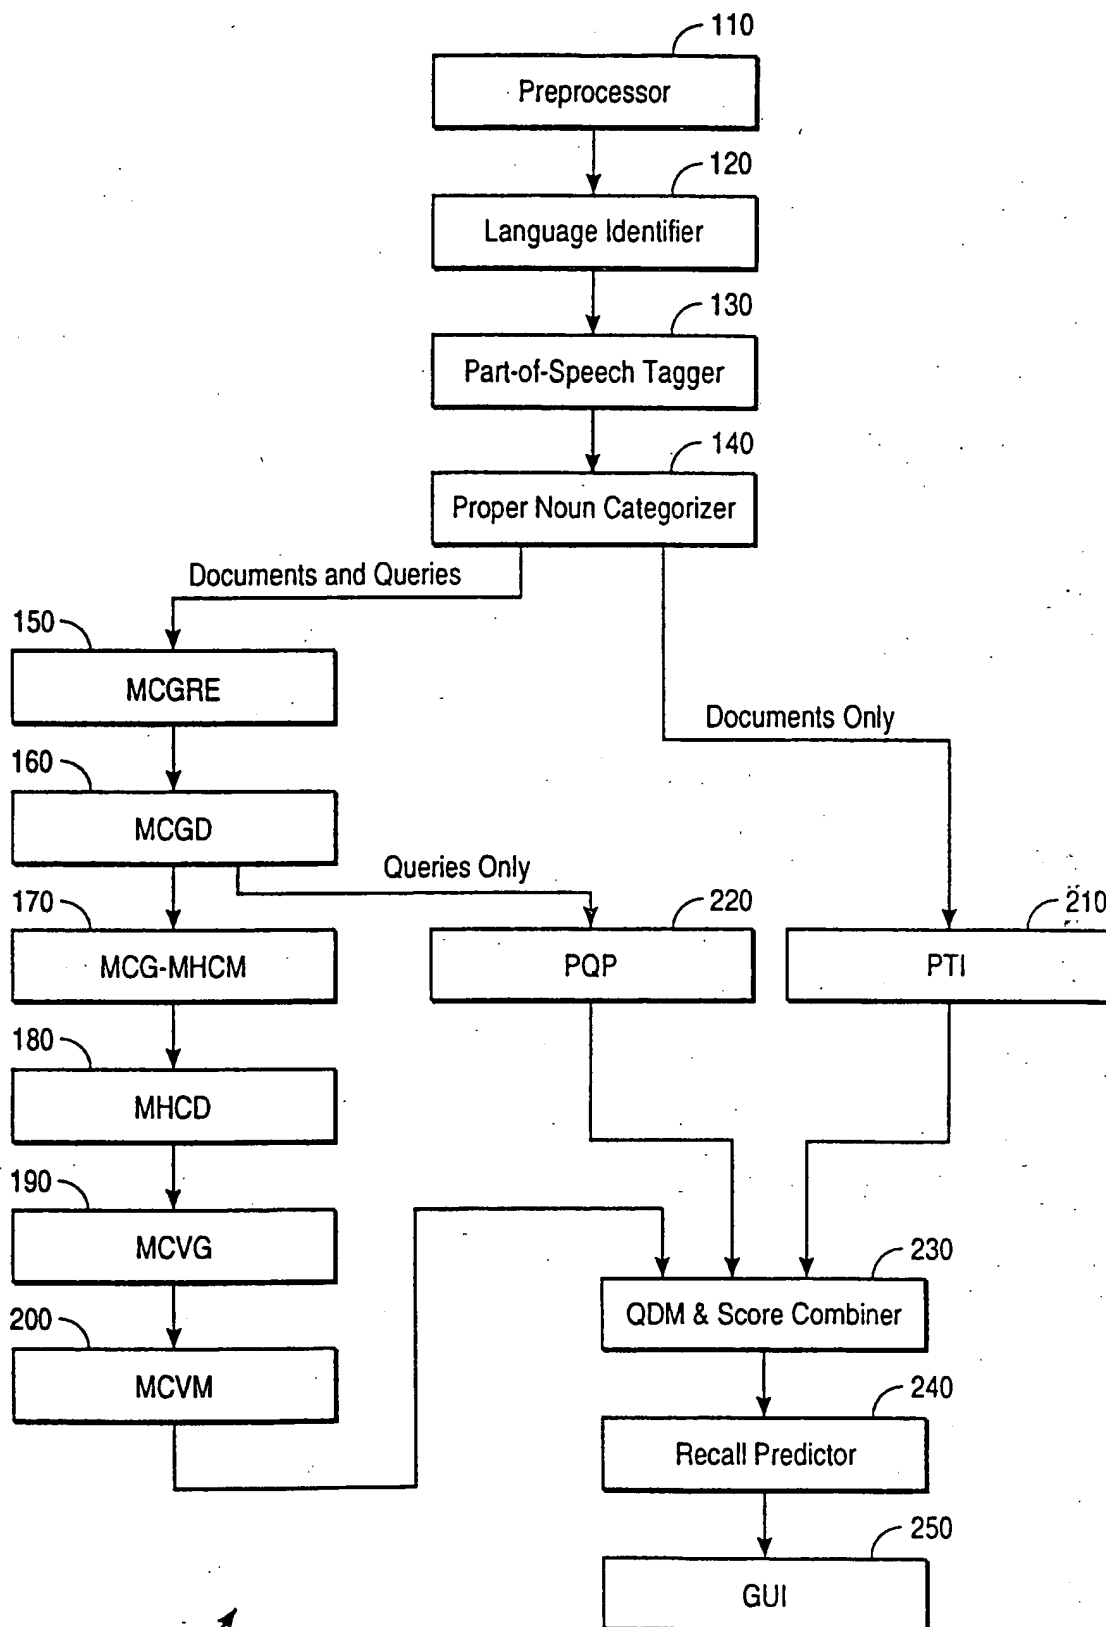 110
Preprocessor
120
Language Identifier
130
Part-of-Speech Tagger
140
Proper Noun Categorizer
Documents and Queries
150
MCGRE
Documents Only
160
MCGD
Queries Only
170
MCG-MHCM
220
PQP
210
PTI
180
MHCD
190
MCVG
230
QDM & Score Combiner
200
MCVM
240
Recall Predictor
250
GUI